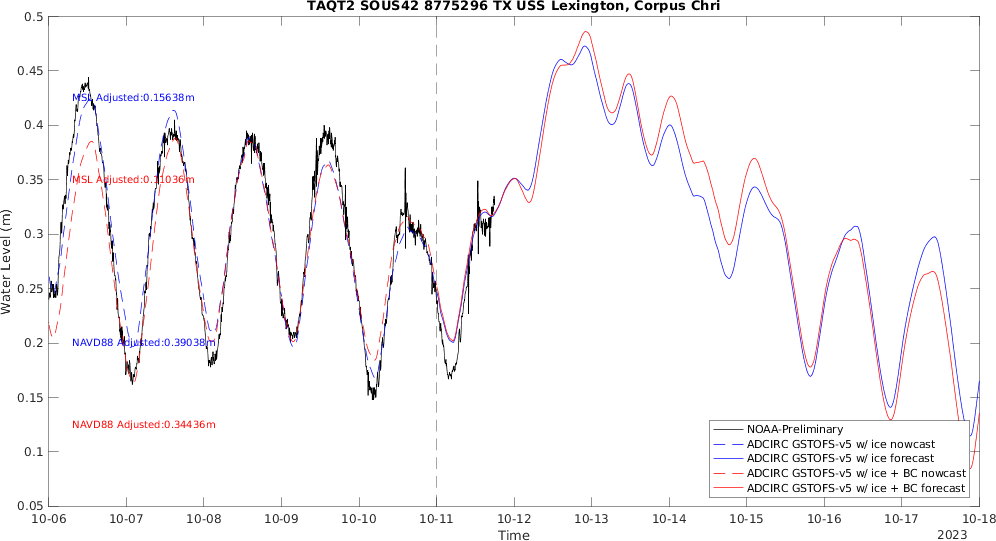 TAQT2 SOUS42 8775296 TX USS Lexington, Corpus Chri
0.5
0.45
0.4
0.35
0.3
0.25
0.2
0.15
0.1
0.05
Water Level (m)
MSL Adjusted:0.15638m
MSL Adjusted:0.11036m
NAVD88 Adjusted:0.39038m
NAVD88 Adjusted:0.34436m
NOAA-Preliminary
ADCIRC GSTOFS-v5 w/ ice nowcast
ADCIRC GSTOFS-v5 w/ ice forecast
ADCIRC GSTOFS-v5 w/ ice + BC nowcast
ADCIRC GSTOFS-v5 w/ ice + BC forecast
10-06 10-07 10-08 10-09 10-10 10-11 10-12 10-13 10-14 10-15 10-16 10-17 10-18
Time
2023